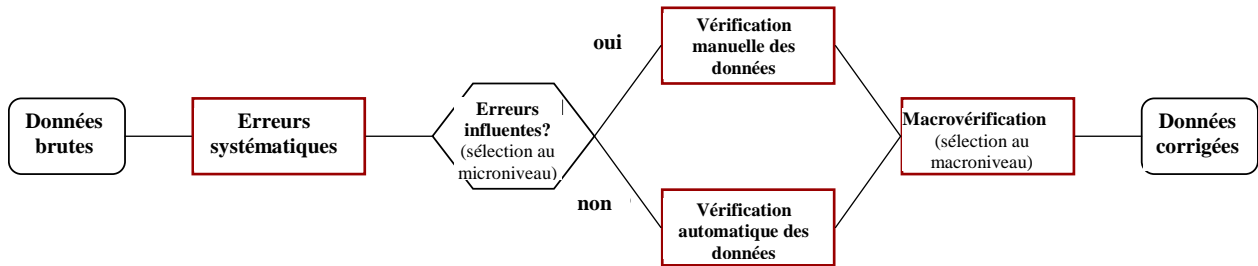 Données
brutes
Erreurs
systématiques
Erreurs
influentes?
(sélection au
microniveau)
oui
non
Vérification
manuelle des
données
Vérification
automatique des
données
Macrovérification
(sélection au
macroniveau)
Données
corrigées